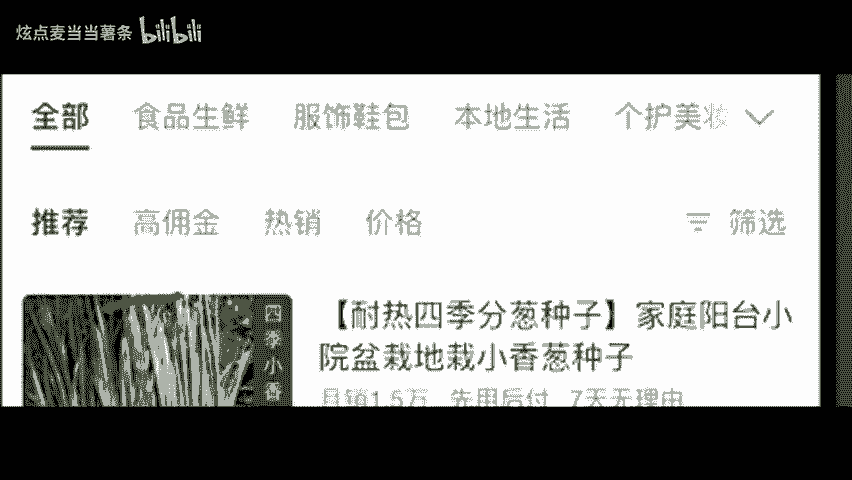 炫点麦当当薯条 bilibili
全部 食品生鲜 服饰鞋包 本地生活 个护美妆
推荐 高佣金 热销 价格 筛选
【耐热四季分葱种子】家庭阳台小
院盆栽地栽小香葱种子
月销1.5万 先用后付 7天无理由
四季小香